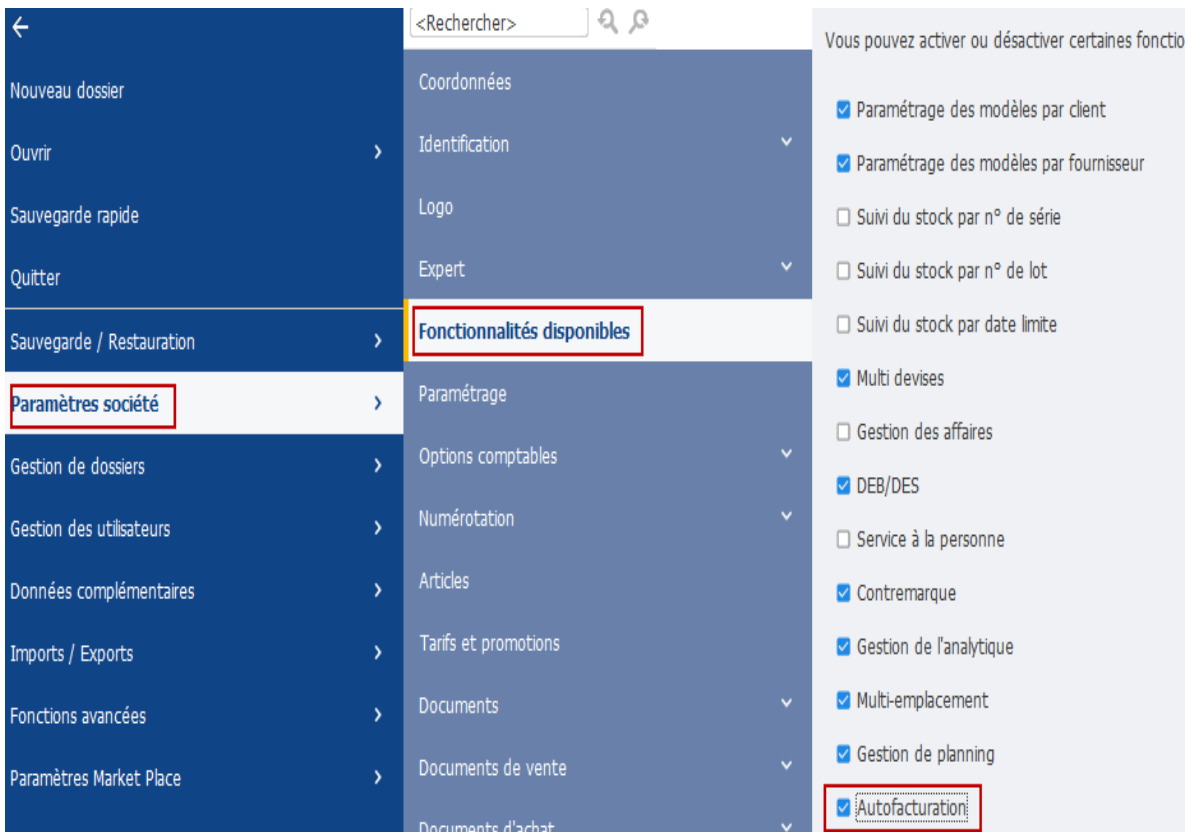 Nouveau dossier
Ouvrir
Sauvegarde rapide
Quitter
Sauvegarde / Restauration
Paramètres société
Gestion de dossiers
Gestion des utilisateurs
Données complémentaires
Imports / Exports
Fonctions avancées
Paramètres Market Place
<Rechercher>
Coordonnées
Identification
Logo
Expert
Fonctionnalités disponibles
Paramétrage
Options comptables
Numérotation
Articles
Tarifs et promotions
Documents
Documents de vente
Documents d'achat
Vous pouvez activer ou désactiver certaines fonctio
Paramétrage des modèles par client
Paramétrage des modèles par fournisseur
Suivi du stock par n° de série
Suivi du stock par n° de lot
Suivi du stock par date limite
Multi devises
Gestion des affaires
DEB/DES
Service à la personne
Contremarque
Gestion de l'analytique
Multi-emplacement
Gestion de planning
Autofacturation